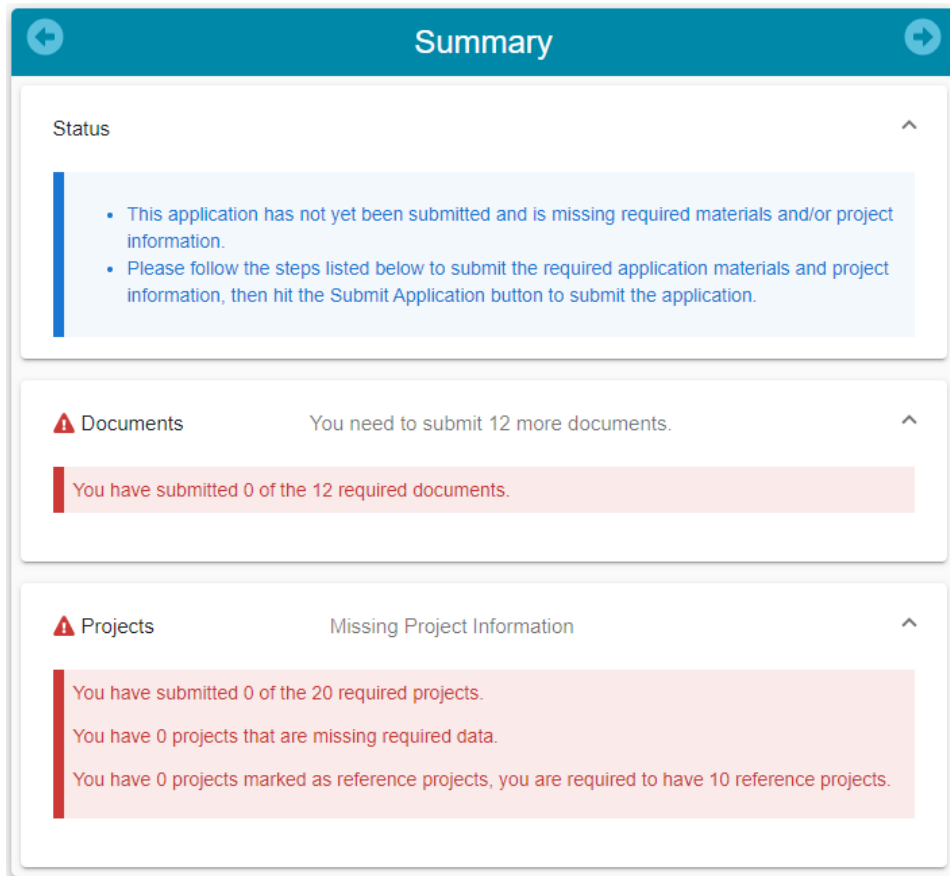 Summary
Status
• This application has not yet been submitted and is missing required materials and/or project
information.
• Please follow the steps listed below to submit the required application materials and project
information, then hit the Submit Application button to submit the application.
Documents You need to submit 12 more documents.
You have submitted 0 of the 12 required documents.
Projects Missing Project Information
You have submitted 0 of the 20 required projects.
You have 0 projects that are missing required data.
You have 0 projects marked as reference projects, you are required to have 10 reference projects.